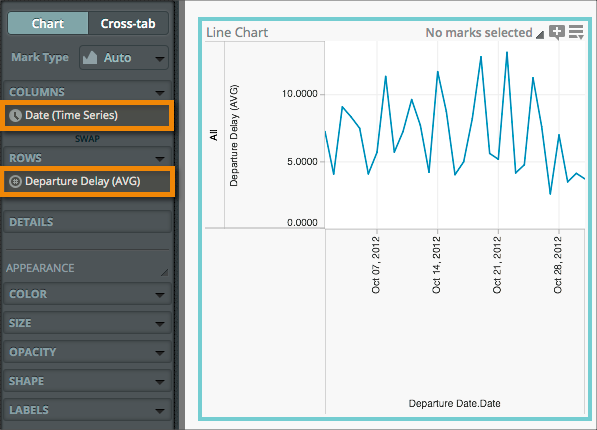 Chart Cross-tab
Mark Type Auto
COLUMNS
Date (Time Series)
SWAP
ROWS
Departure Delay (AVG)
DETAILS
APPEARANCE
COLOR
SIZE
OPACITY
SHAPE
LABELS
Line Chart No marks selected
All
Departure Delay (AVG)
10.0000
5.0000
0.0000
Oct 07, 2012
Oct 14, 2012
Oct 21, 2012
Oct 28, 2012
Departure Date.Date